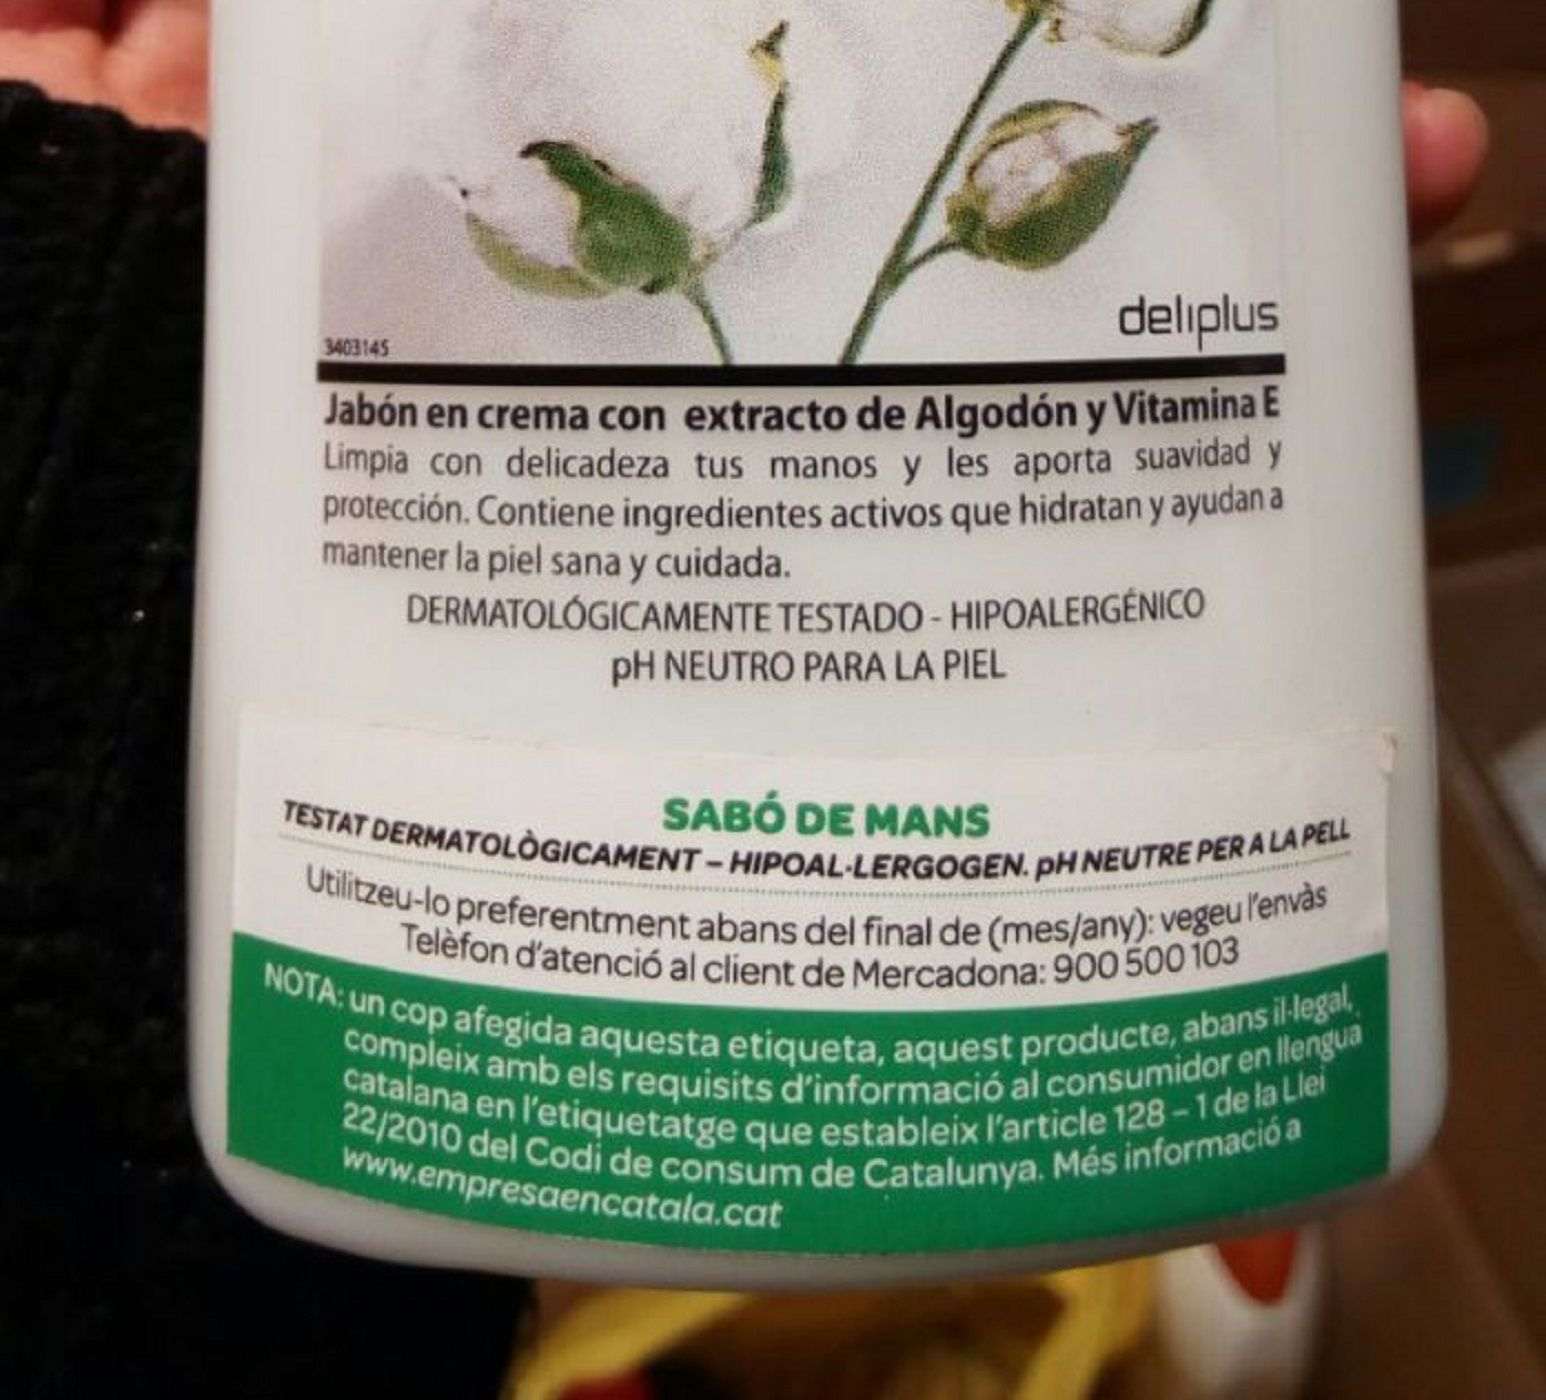 deliplus
3403145
Jabón en crema con extracto de Algodón y Vitamina E
Limpia con delicadeza tus manos y les aporta suavidad y
protección. Contiene ingredientes activos que hidratan y ayudan a
mantener la piel sana y cuidada.
DERMATOLÓGICAMENTE TESTADO - HIPOALERGÉNICO
pH NEUTRO PARA LA PIEL
SABÓ DE MANS
TESTAT DERMATOLÒGICAMENT – HIPOAL·LERGOGEN. pH NEUTRE PER A LA PELL
Utilitzeu-lo preferentment abans del final de (mes/any): vegeu l'envàs
Telèfon d'atenció al client de Mercadona: 900 500 103
NOTA: un cop afegida aquesta etiqueta, aquest producte, abans il·legal,
compleix amb els requisits d'informació al consumidor en llengua
catalana en l'etiquetatge que estableix l'article 128 – 1 de la Llei
22/2010 del Codi de consum de Catalunya. Més informació a
www.empresaencatala.cat